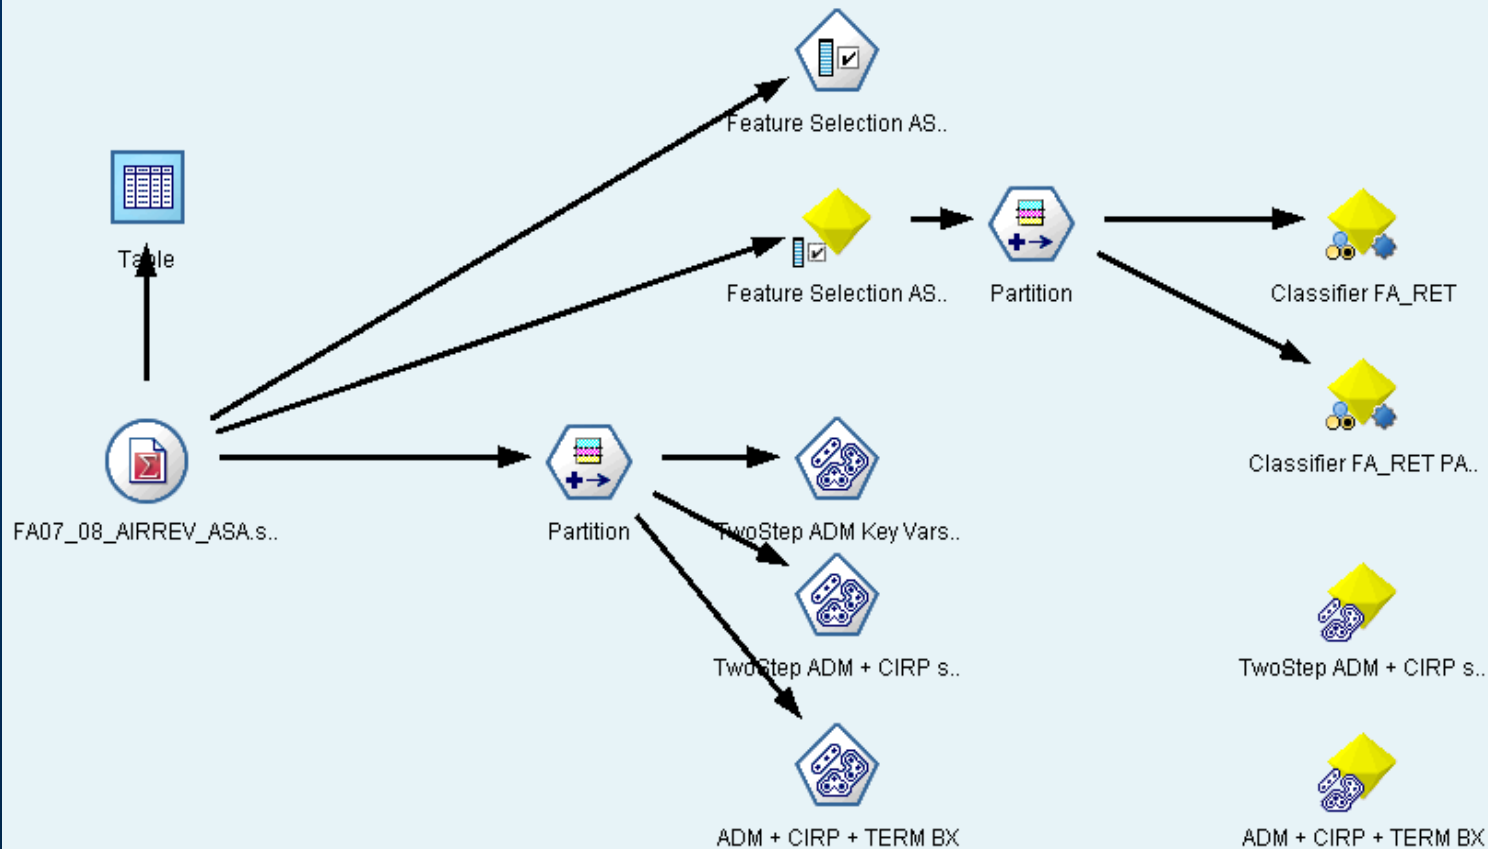 Feature Selection AS..
Table
Feature Selection AS..
Partition
Classifier FA_RET
Classifier FA_RET PA..
FA07_08_AIRREV_ASA.s..
Partition
TwoStep ADM Key Vars..
TwoStep ADM + CIRP s..
TwoStep ADM + CIRP s..
ADM + CIRP + TERM BX
ADM + CIRP + TERM BX